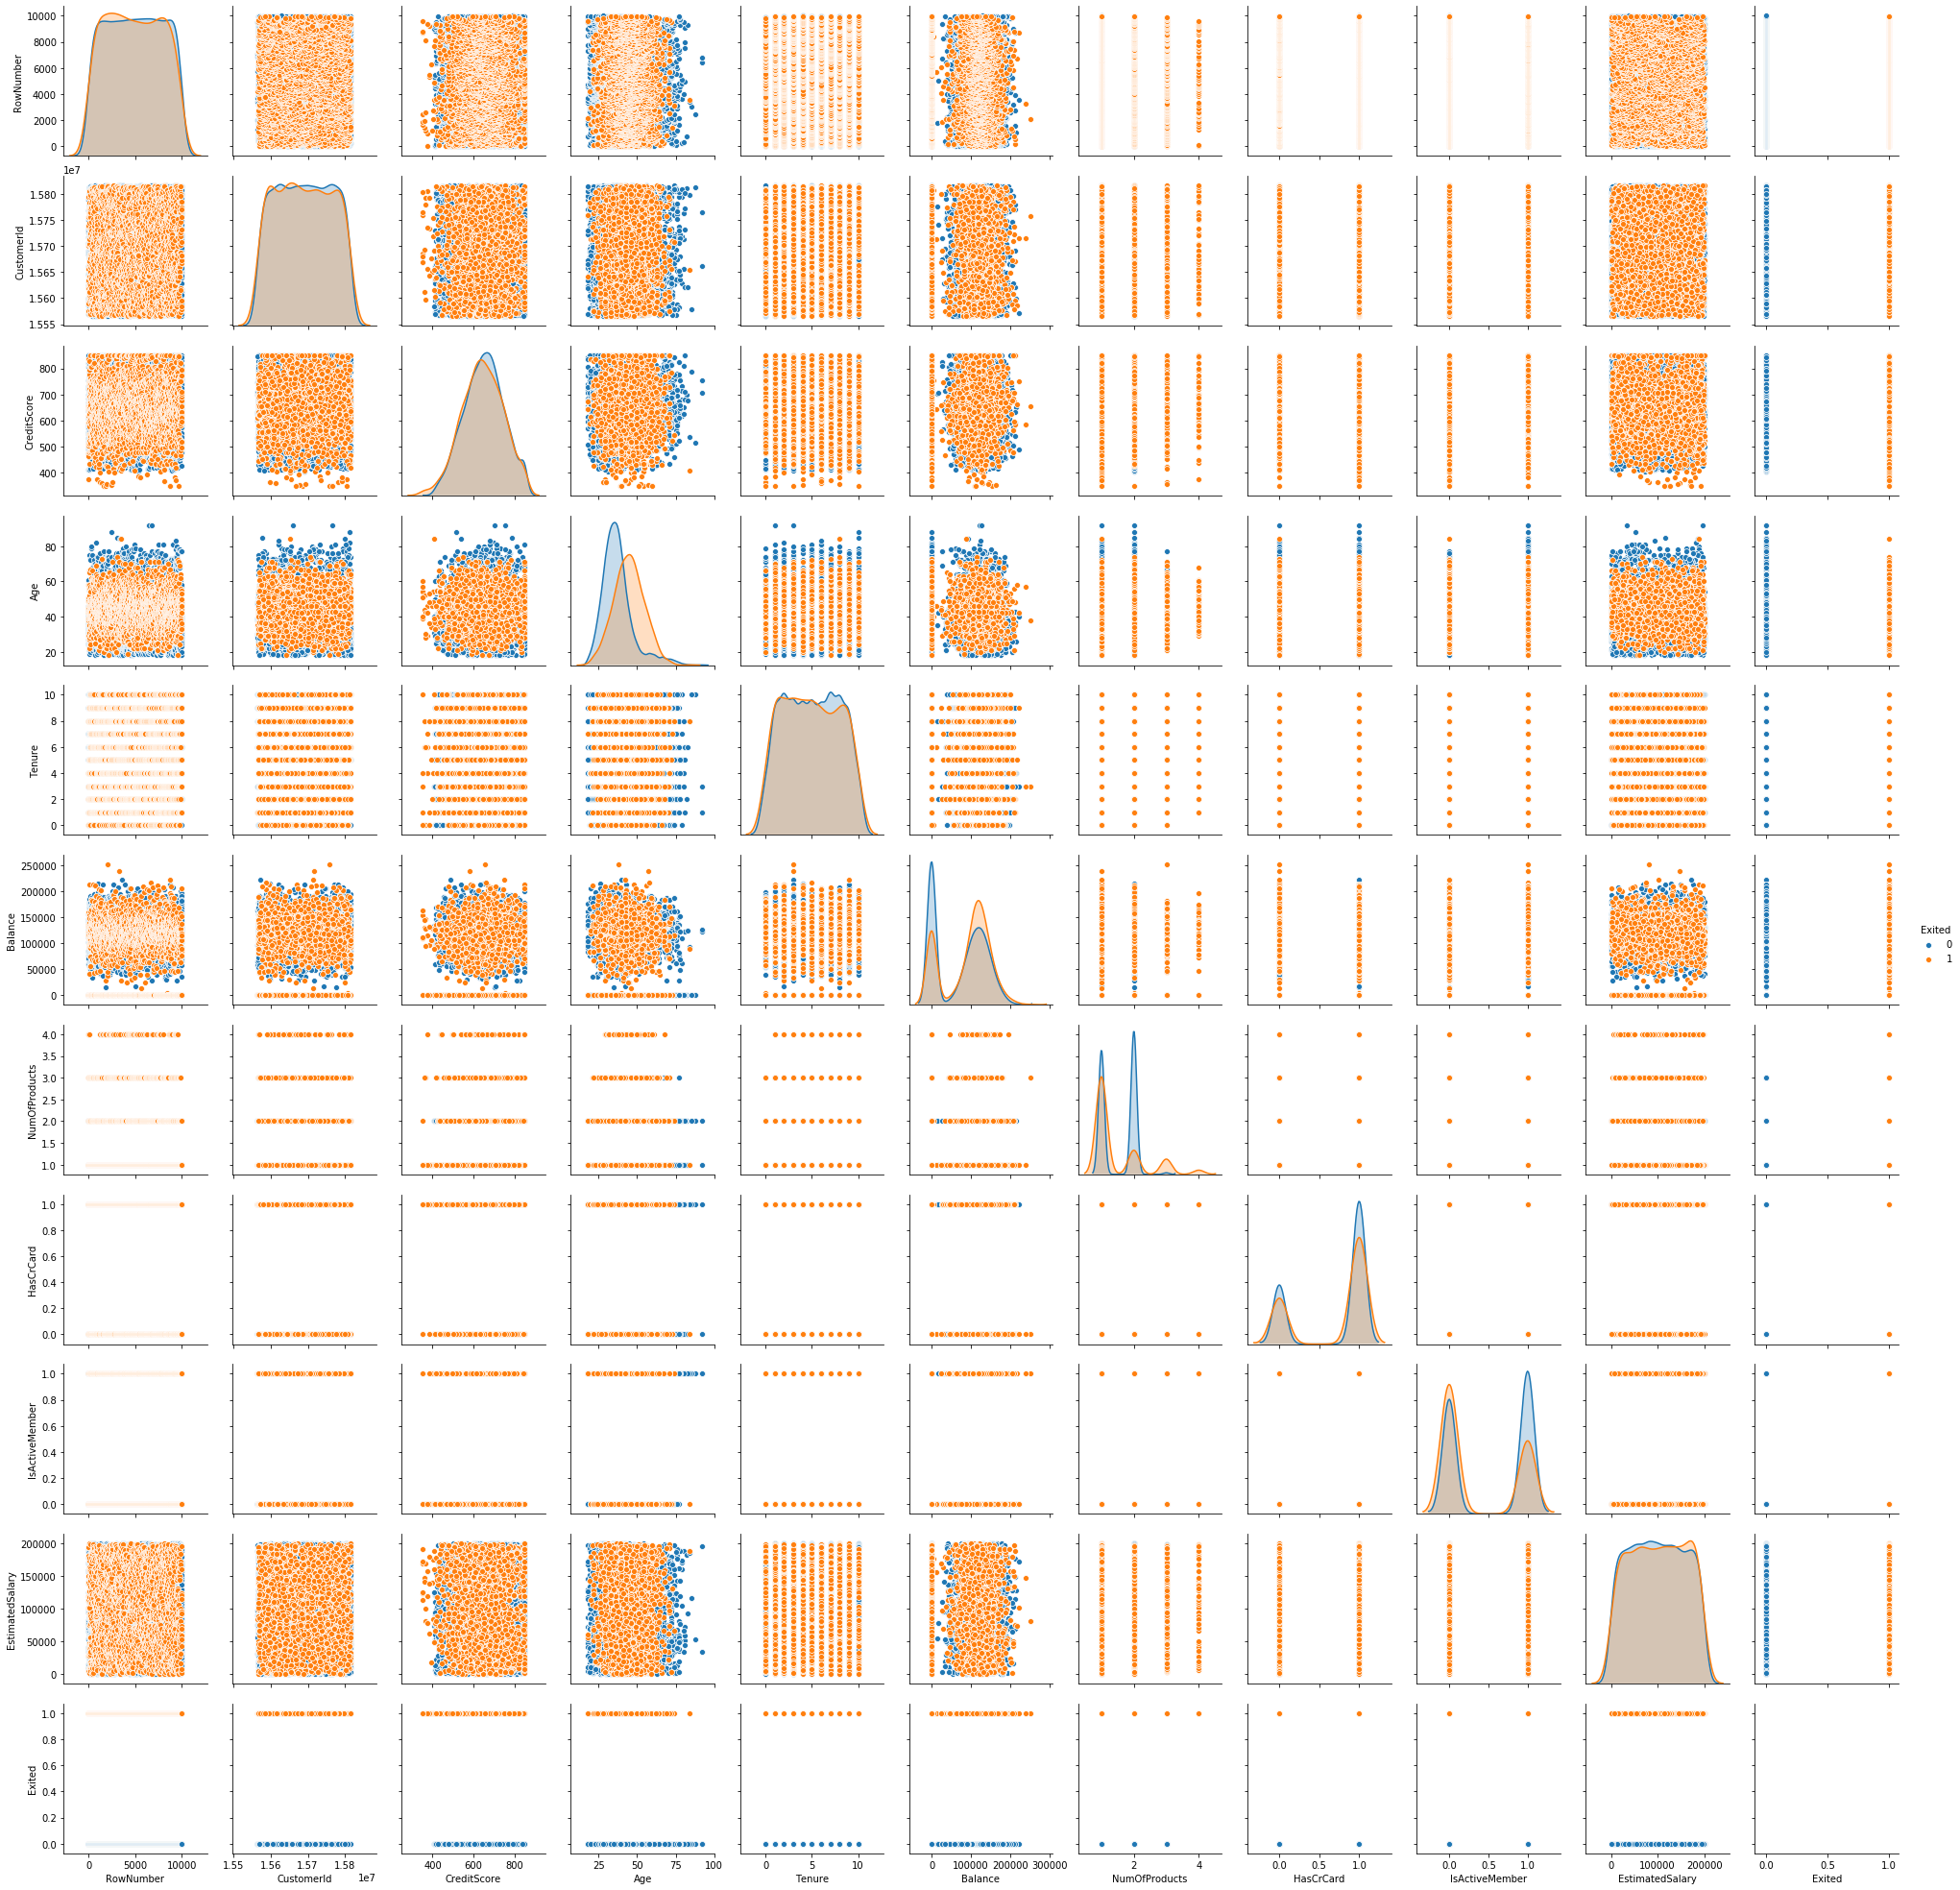 10000
8000
6000
4000
2000
0
RowNumber
1e7
1.580
1.575
1.570
1.565
1.560
1.555
CustomerId
800
700
600
500
400
CreditScore
80
60
40
20
Age
10
8
6
4
2
0
Tenure
250000
200000
150000
100000
50000
0
Balance
Exited
0
1
4.0
3.5
3.0
2.5
2.0
1.5
1.0
NumOfProducts
1.0
0.8
0.6
0.4
0.2
0.0
HasCrCard
1.0
0.8
0.6
0.4
0.2
0.0
IsActiveMember
200000
150000
100000
50000
0
EstimatedSalary
1.0
0.8
0.6
0.4
0.2
0.0
Exited
0 5000 10000
RowNumber
1.55 1.56 1.57 1.58
1e7
CustomerId
400 600 800
CreditScore
25 50 75 100
Age
0 5 10
Tenure
0 100000 200000 300000
Balance
2 4
NumOfProducts
0.0 0.5 1.0
HasCrCard
0.0 0.5 1.0
IsActiveMember
0 100000 200000
EstimatedSalary
0.0 0.5 1.0
Exited